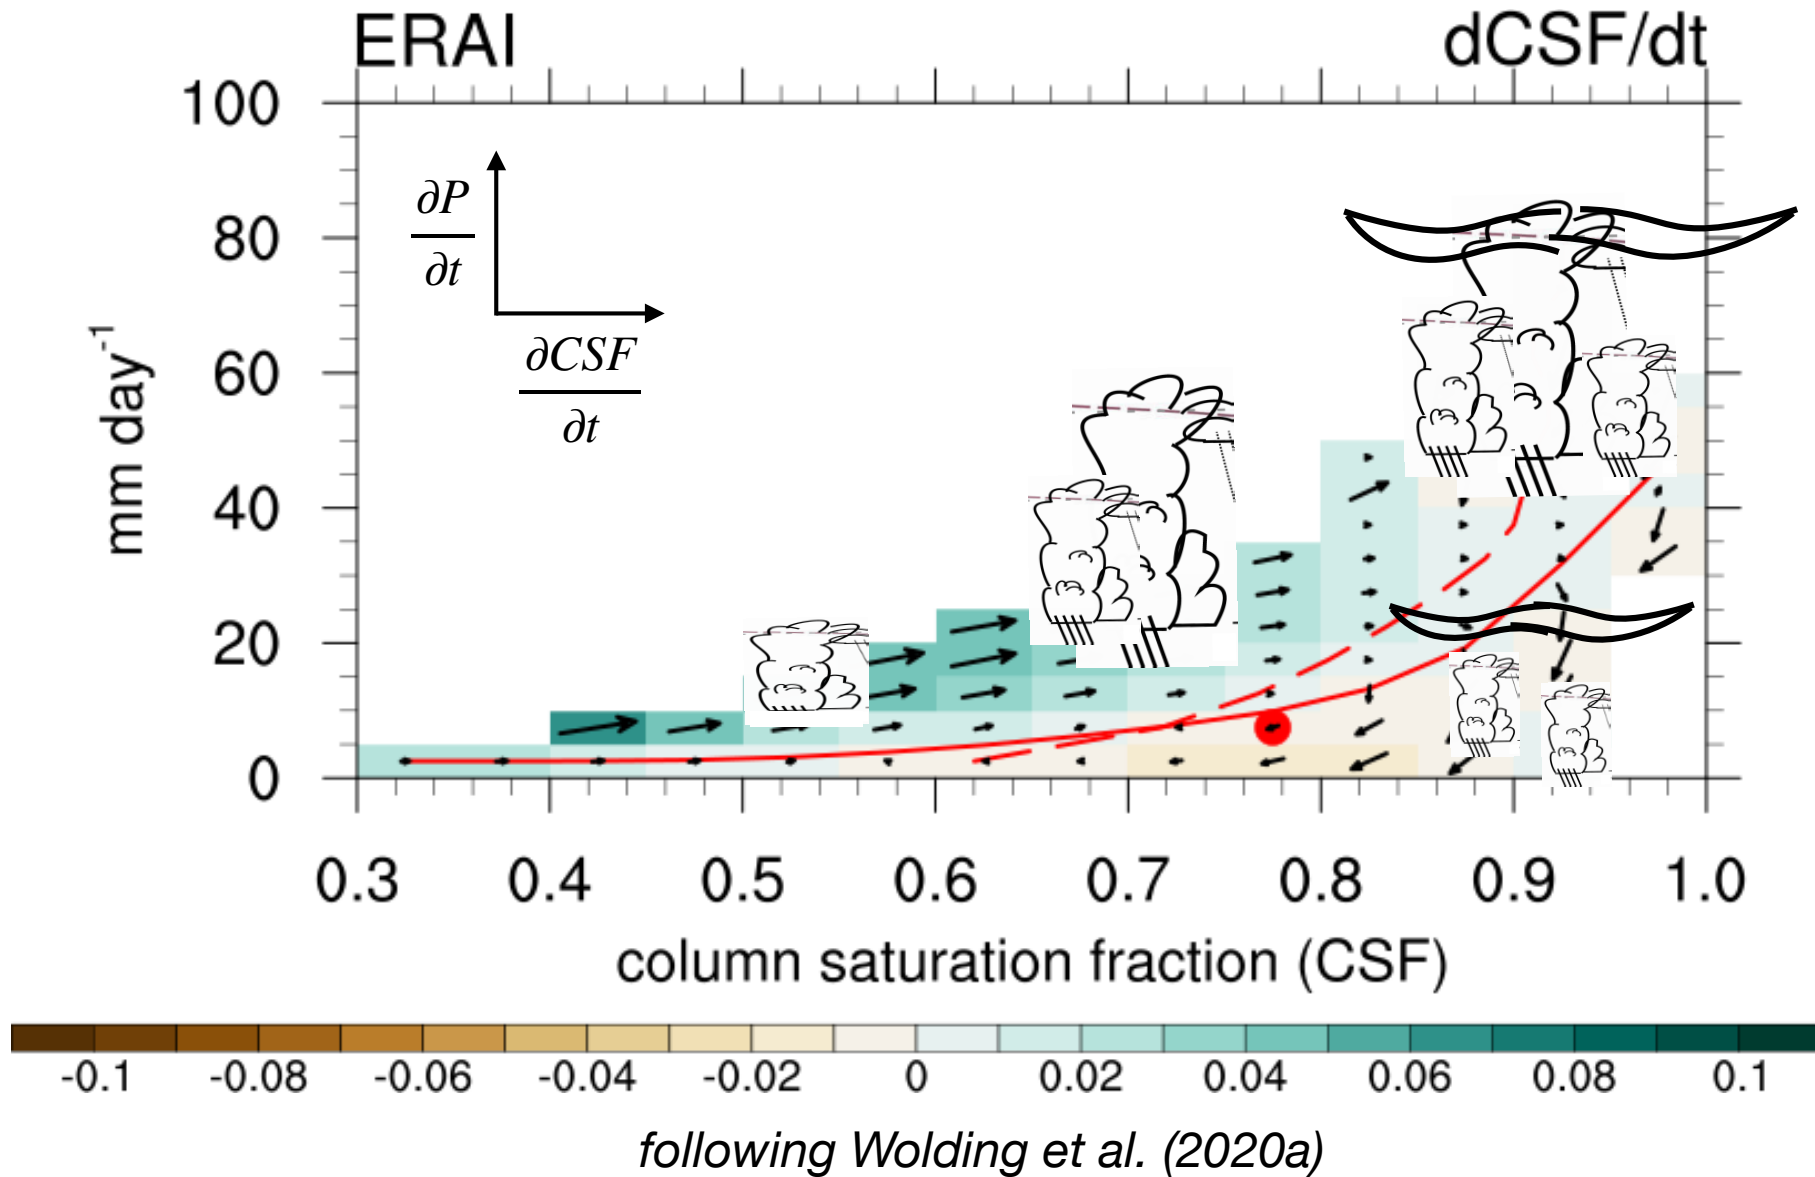 ERAI dCSF/dt
100
80
60
40
20
0
mm day⁻¹
∂P
∂t
∂CSF
∂t
0.3 0.4 0.5 0.6 0.7 0.8 0.9 1.0
column saturation fraction (CSF)
-0.1 -0.08 -0.06 -0.04 -0.02 0 0.02 0.04 0.06 0.08 0.1
following Wolding et al. (2020a)